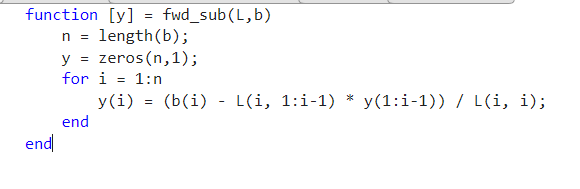 function [y] = fwd_sub(L,b)
    n = length(b);
    y = zeros(n,1);
    for i = 1:n
        y(i) = (b(i) - L(i, 1:i-1) * y(1:i-1)) / L(i, i);
    end
end